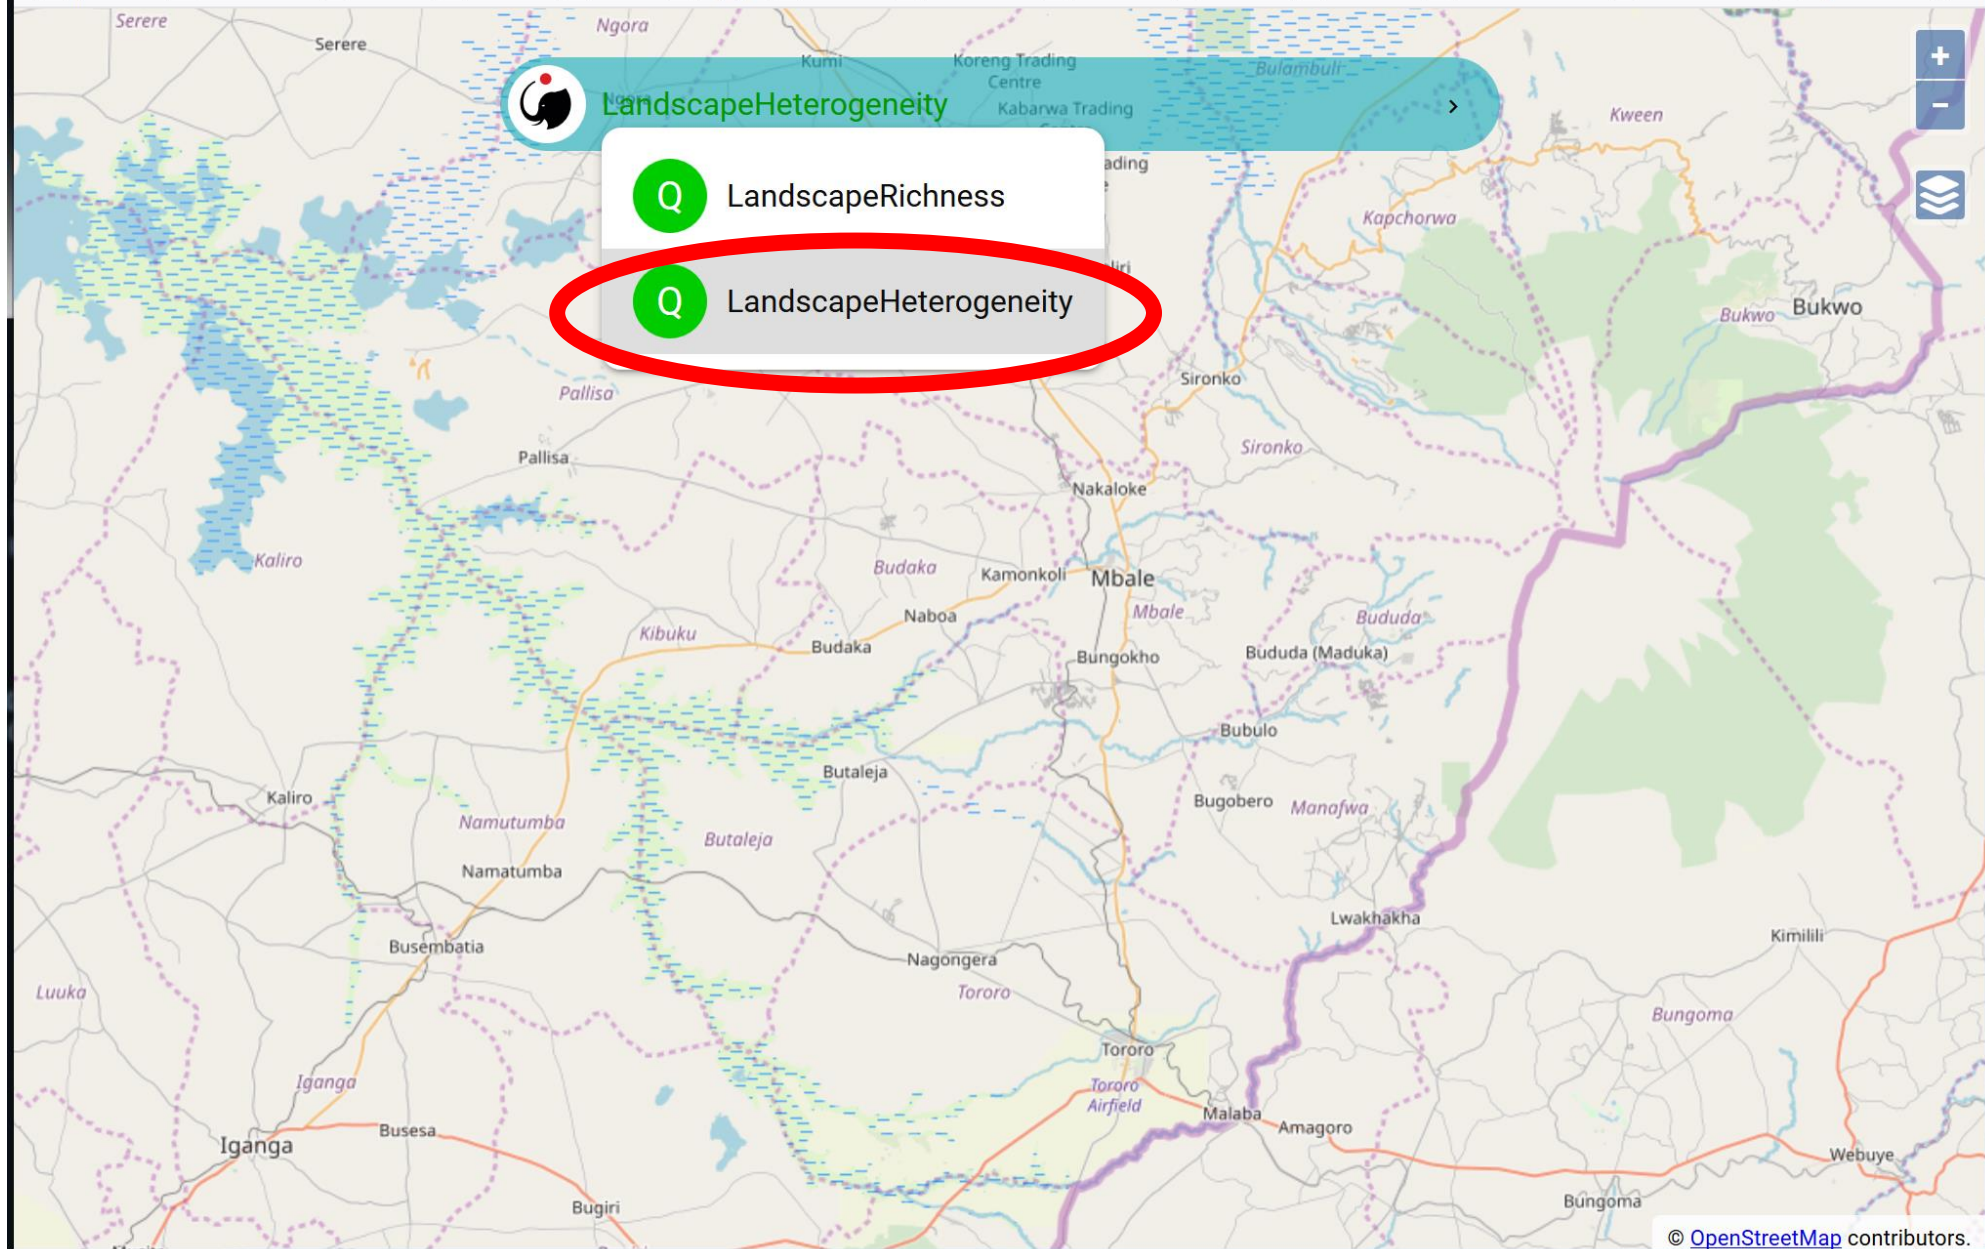 Serere
Serere
Ngora
Kumi
Koreng Trading
Centre
Kabarwa Trading
Bulambuli
LandscapeHeterogeneity
›
+
−
Kween
ading
Q LandscapeRichness
Q LandscapeHeterogeneity
Kapchorwa
Bukwo
Bukwo
Sironko
Pallisa
Sironko
Pallisa
Nakaloke
Kaliro
Budaka
Kamonkoli
Mbale
Naboa
Mbale
Bududa
Kibuku
Budaka
Bungokho
Bududa (Maduka)
Bubulo
Butaleja
Kaliro
Bugobero
Manafwa
Namutumba
Butaleja
Namatumba
Lwakhakha
Kimilili
Busembatia
Nagongera
Luuka
Tororo
Bungoma
Tororo
Iganga
Tororo
Airfield
Malaba
Amagoro
Busesa
Iganga
Webuye
Bugiri
Bungoma
© OpenStreetMap contributors.